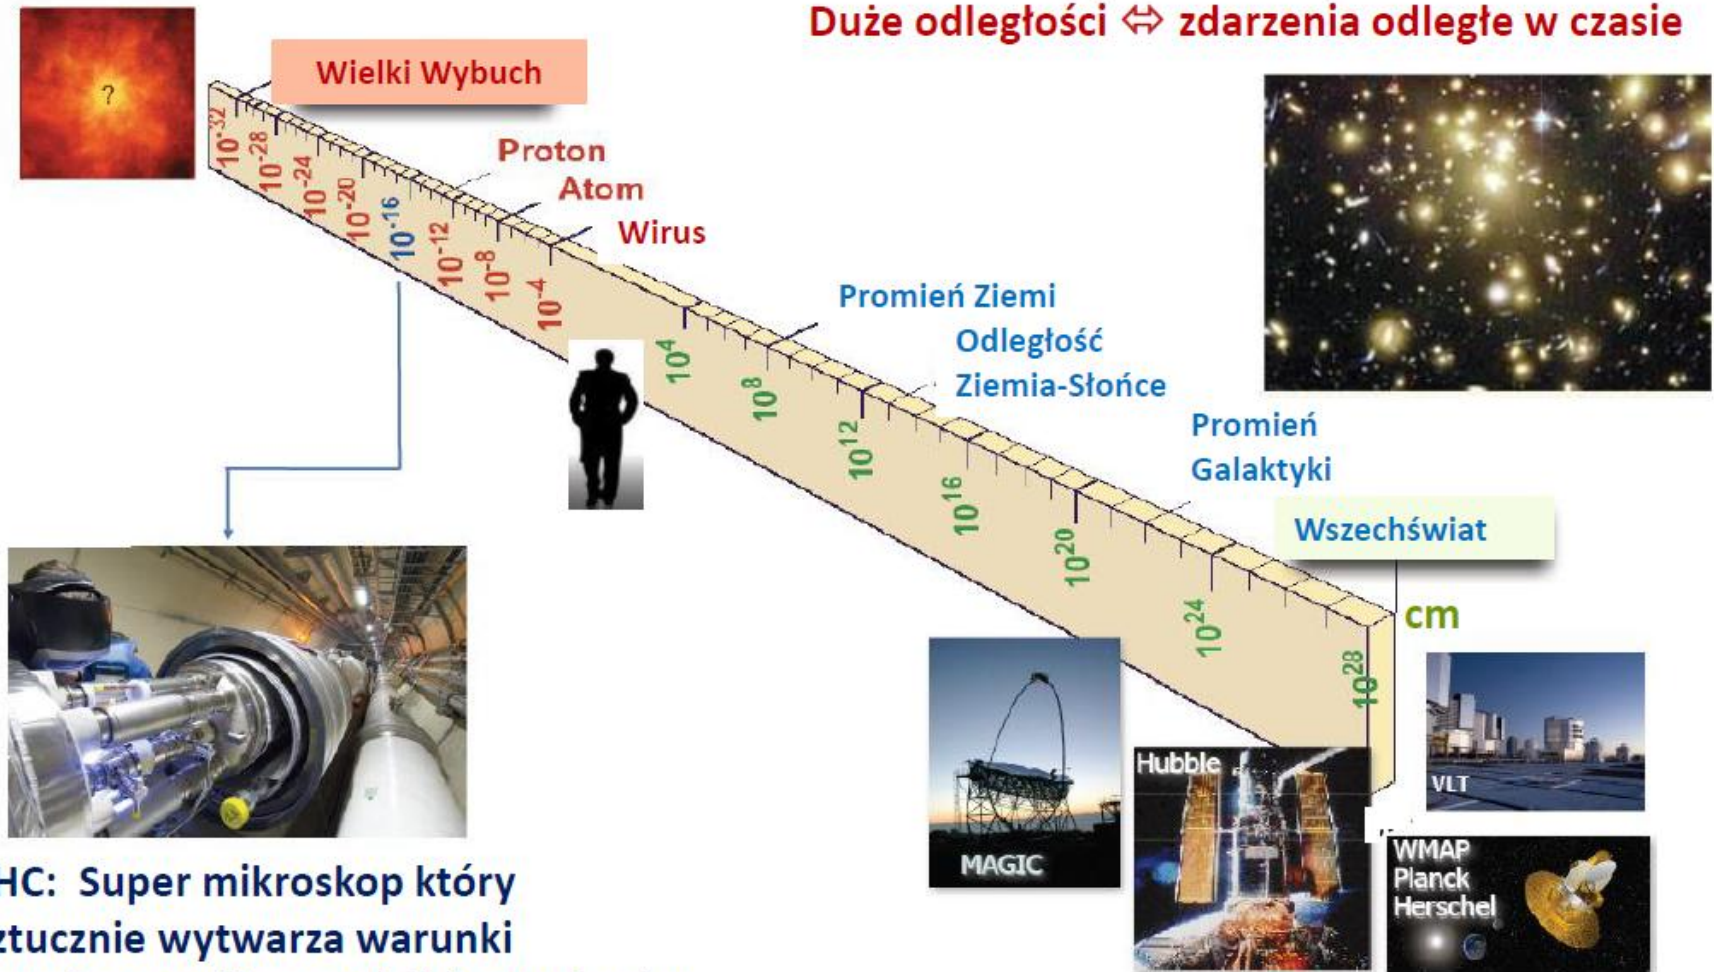 Duże odległości ⇔ zdarzenia odległe w czasie
?
Wielki Wybuch
Proton
Atom
Wirus
10-32
10-28
10-24
10-20
10-16
10-12
10-8
10-4
Promień Ziemi
Odległość
Ziemia-Słońce
Promień
Galaktyki
Wszechświat
104
108
1012
1016
1020
1024
1028
cm
MAGIC
Hubble
VLT
WMAP
Planck
Herschel
HC: Super mikroskop który
ztucznie wytwarza warunki